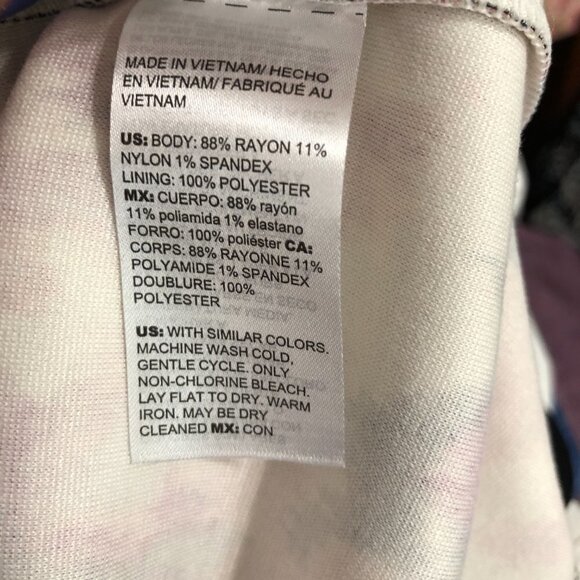 MADE IN VIETNAM/ HECHO
EN VIETNAM/ FABRIQUÉ AU
VIETNAM
US: BODY: 88% RAYON 11%
NYLON 1% SPANDEX
LINING: 100% POLYESTER
MX: CUERPO: 88% rayón
11% poliamida 1% elastano
FORRO: 100% poliéster CA:
CORPS: 88% RAYONNE 11%
POLYAMIDE 1% SPANDEX
DOUBLURE: 100%
POLYESTER
US: WITH SIMILAR COLORS.
MACHINE WASH COLD,
GENTLE CYCLE. ONLY
NON-CHLORINE BLEACH.
LAY FLAT TO DRY. WARM
IRON. MAY BE DRY
CLEANED MX: CON